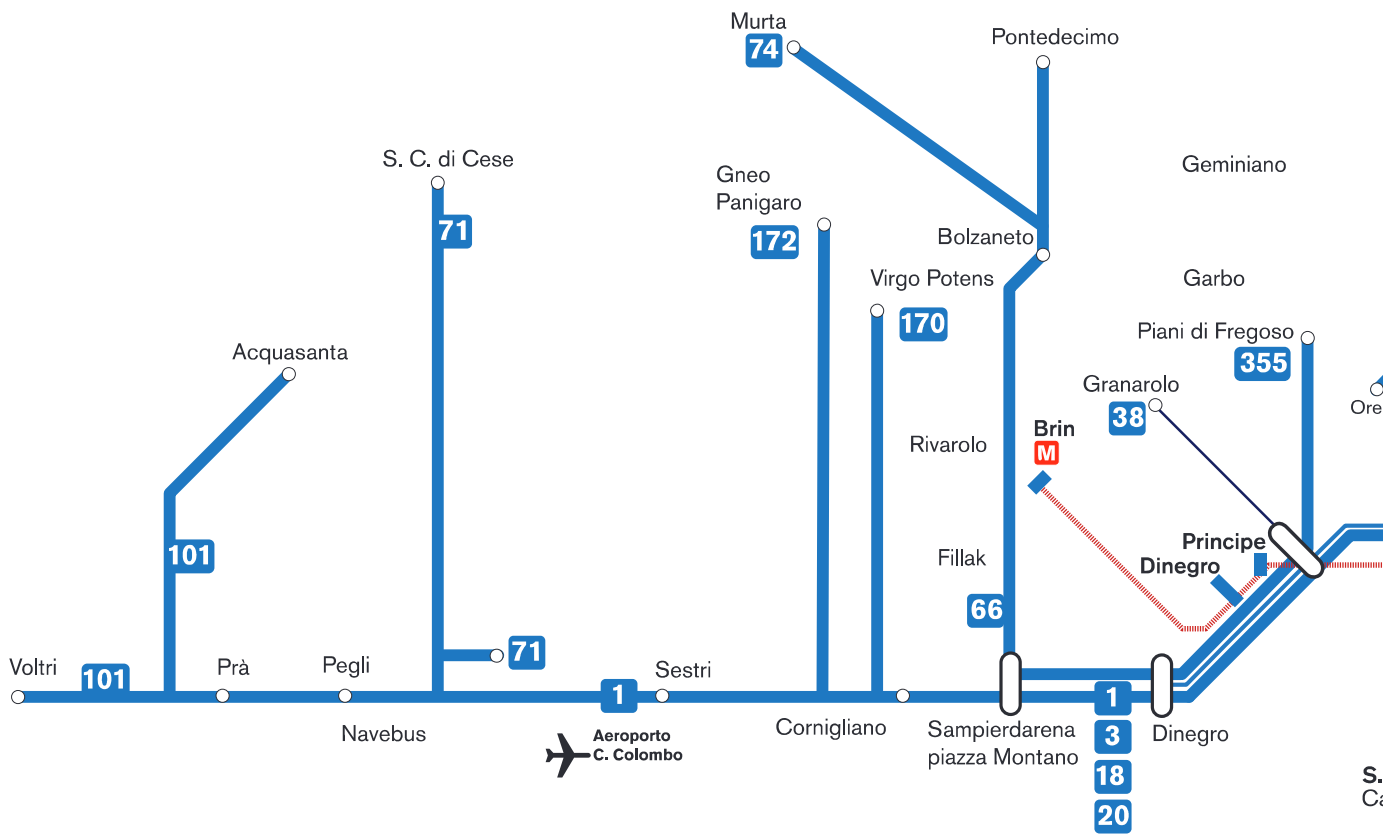 Murta
74
Pontedecimo
S. C. di Cese
71
Gneo
Panigaro
172
Geminiano
Bolzaneto
Virgo Potens
170
Garbo
Piani di Fregoso
355
Acquasanta
Granarolo
38
Ore
Brin
M
Rivarolo
101
Fillak
Principe
Dinegro
66
Voltri
101
Prà
Pegli
71
Sestri
1
Navebus
Aeroporto
C. Colombo
Cornigliano
Sampierdarena
piazza Montano
1
3
18
20
Dinegro
S.
Ca